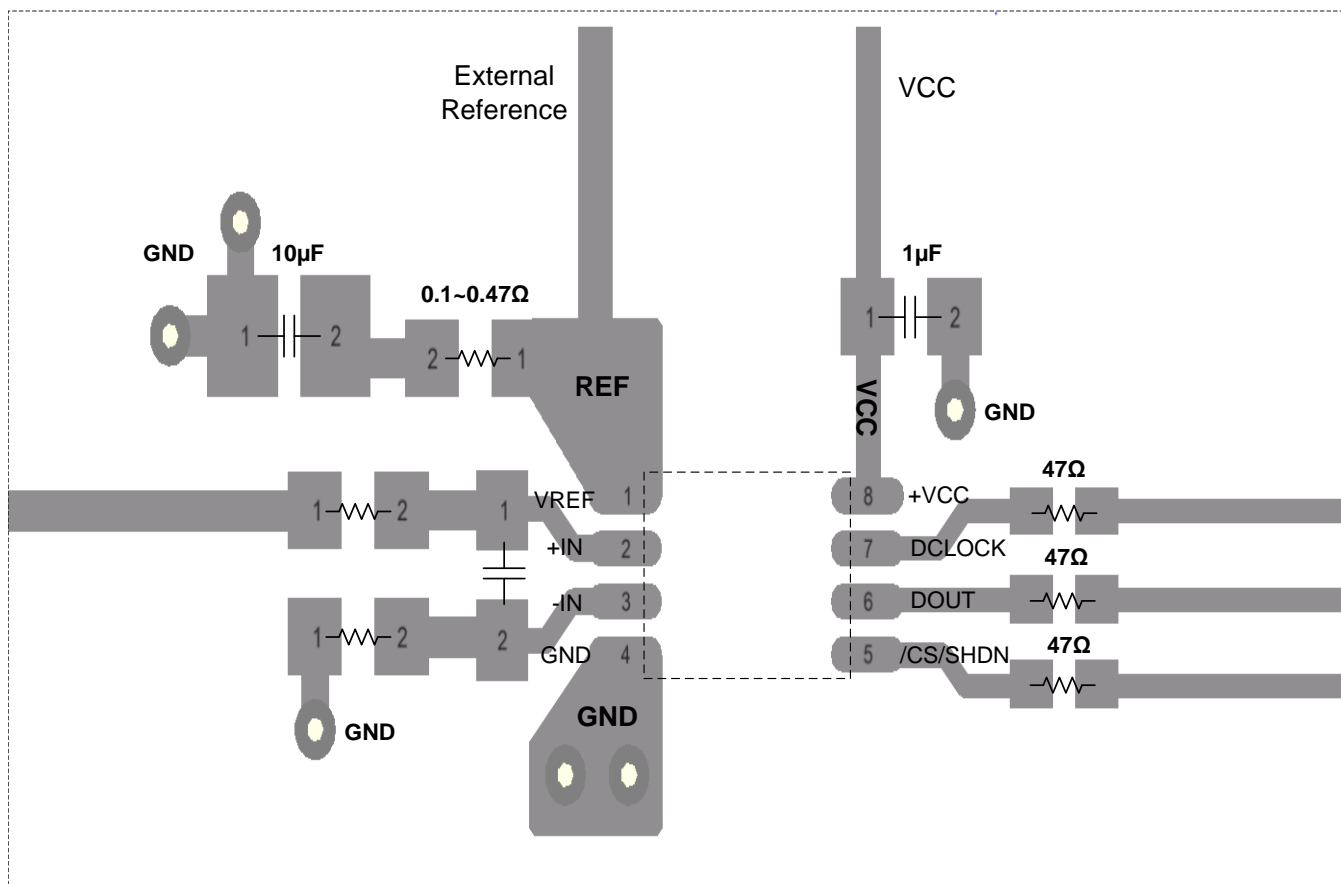 External
Reference
VCC
GND
10µF
1µF
0.1~0.47Ω
1
2
2
1
1
2
REF
VCC
GND
47Ω
1
2
1
VREF
1
8
+VCC
+IN
2
7
DCLOCK
47Ω
-IN
3
6
DOUT
1
2
2
GND
4
5
/CS/SHDN
47Ω
GND
GND